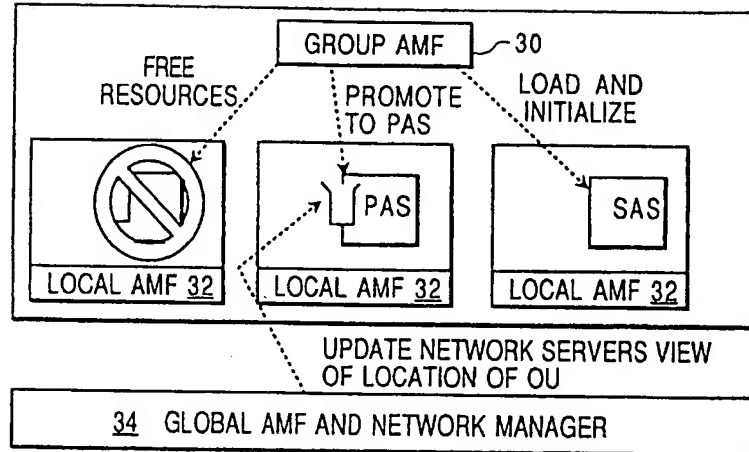 GROUP AMF
30
FREE
RESOURCES
PROMOTE
TO PAS
LOAD AND
INITIALIZE
PAS
SAS
LOCAL AMF 32
LOCAL AMF 32
LOCAL AMF 32
UPDATE NETWORK SERVERS VIEW
OF LOCATION OF OU
34 GLOBAL AMF AND NETWORK MANAGER